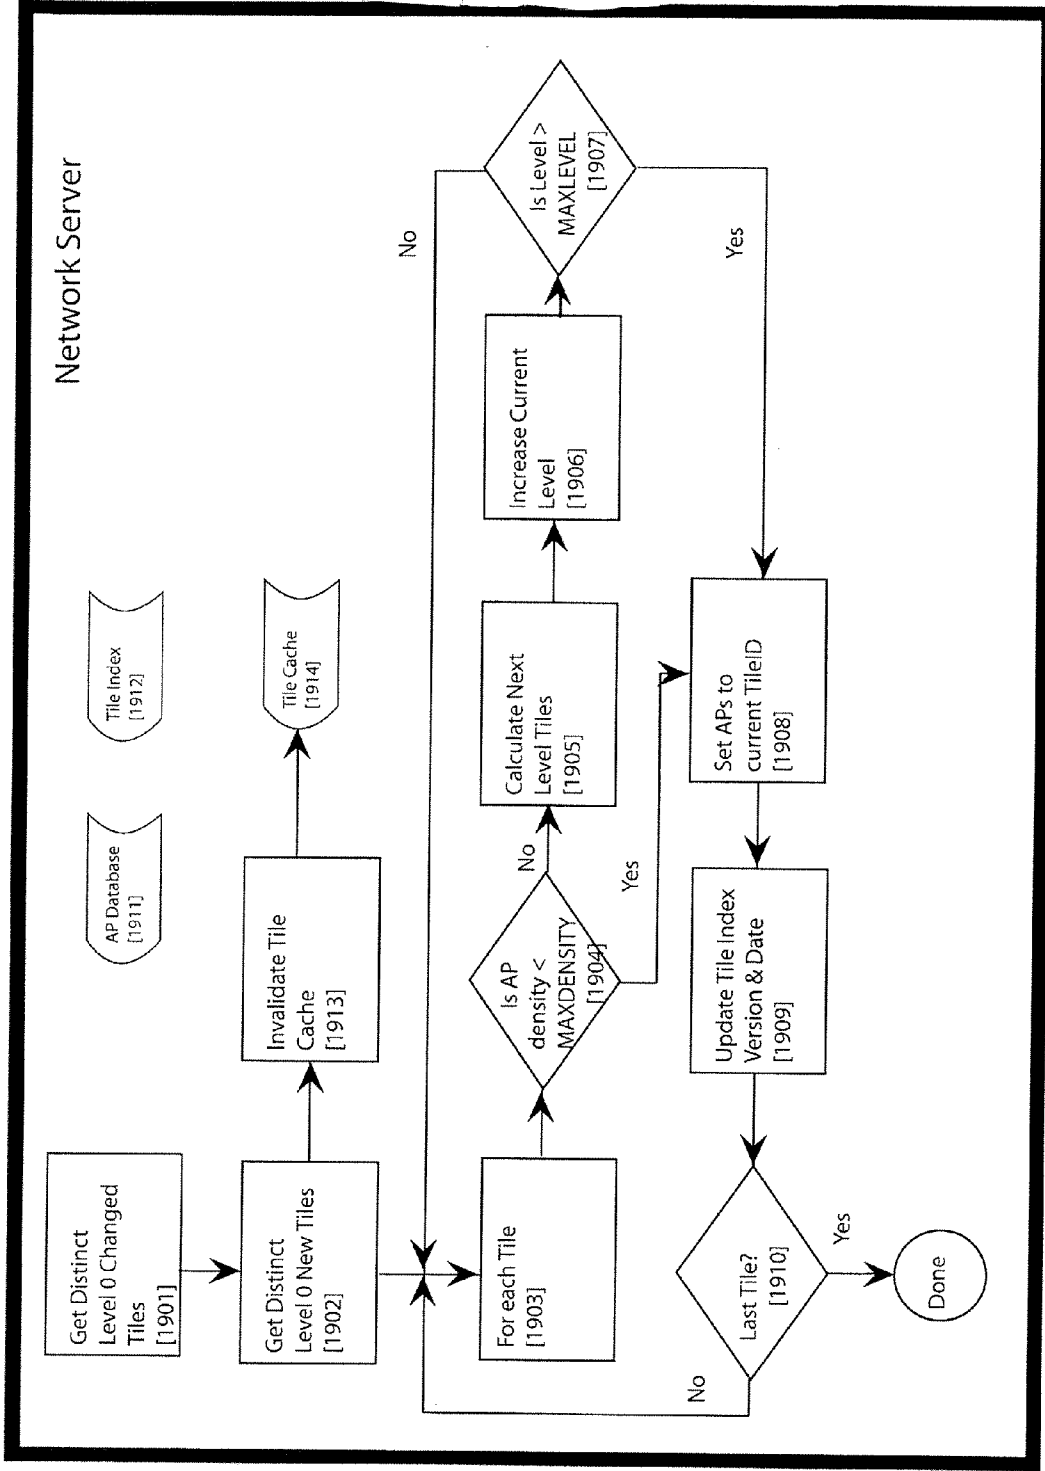 Network Server
Get Distinct
Level 0 Changed
Tiles
[1901]
AP Database
[1911]
Tile Index
[1912]
Get Distinct
Level 0 New Tiles
[1902]
Invalidate Tile
Cache
[1913]
Tile Cache
[1914]
No
For each Tile
[1903]
Is AP
density <
MAXDENSITY
[1904]
No
Yes
Calculate Next
Level Tiles
[1905]
Increase Current
Level
[1906]
Is Level >
MAXLEVEL
[1907]
Yes
Set APs to
current TileID
[1908]
Update Tile Index
Version & Date
[1909]
Last Tile?
[1910]
No
Yes
Done